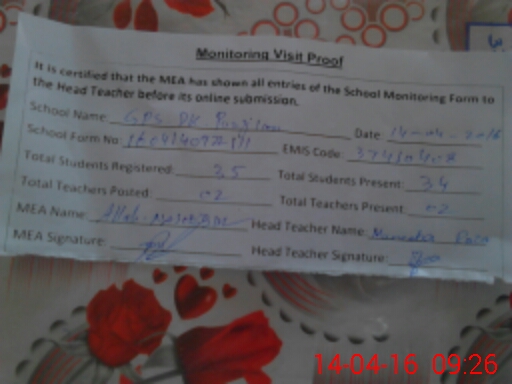 Monitoring Visit Proof
It is certified that the MEA has shown all entries of the School Monitoring Form to
the Head Teacher before its online submission.
School Name: GPS DK Date 14-04-2016
School Form No: EMIS Code:
Total Students Registered: 35 Total Students Present: 34
Total Teachers Posted: 02 Total Teachers Present 02
MEA Name: Allah Head Teacher Name:
MEA Signature: Head Teacher Signature:
14-04-16 09:26